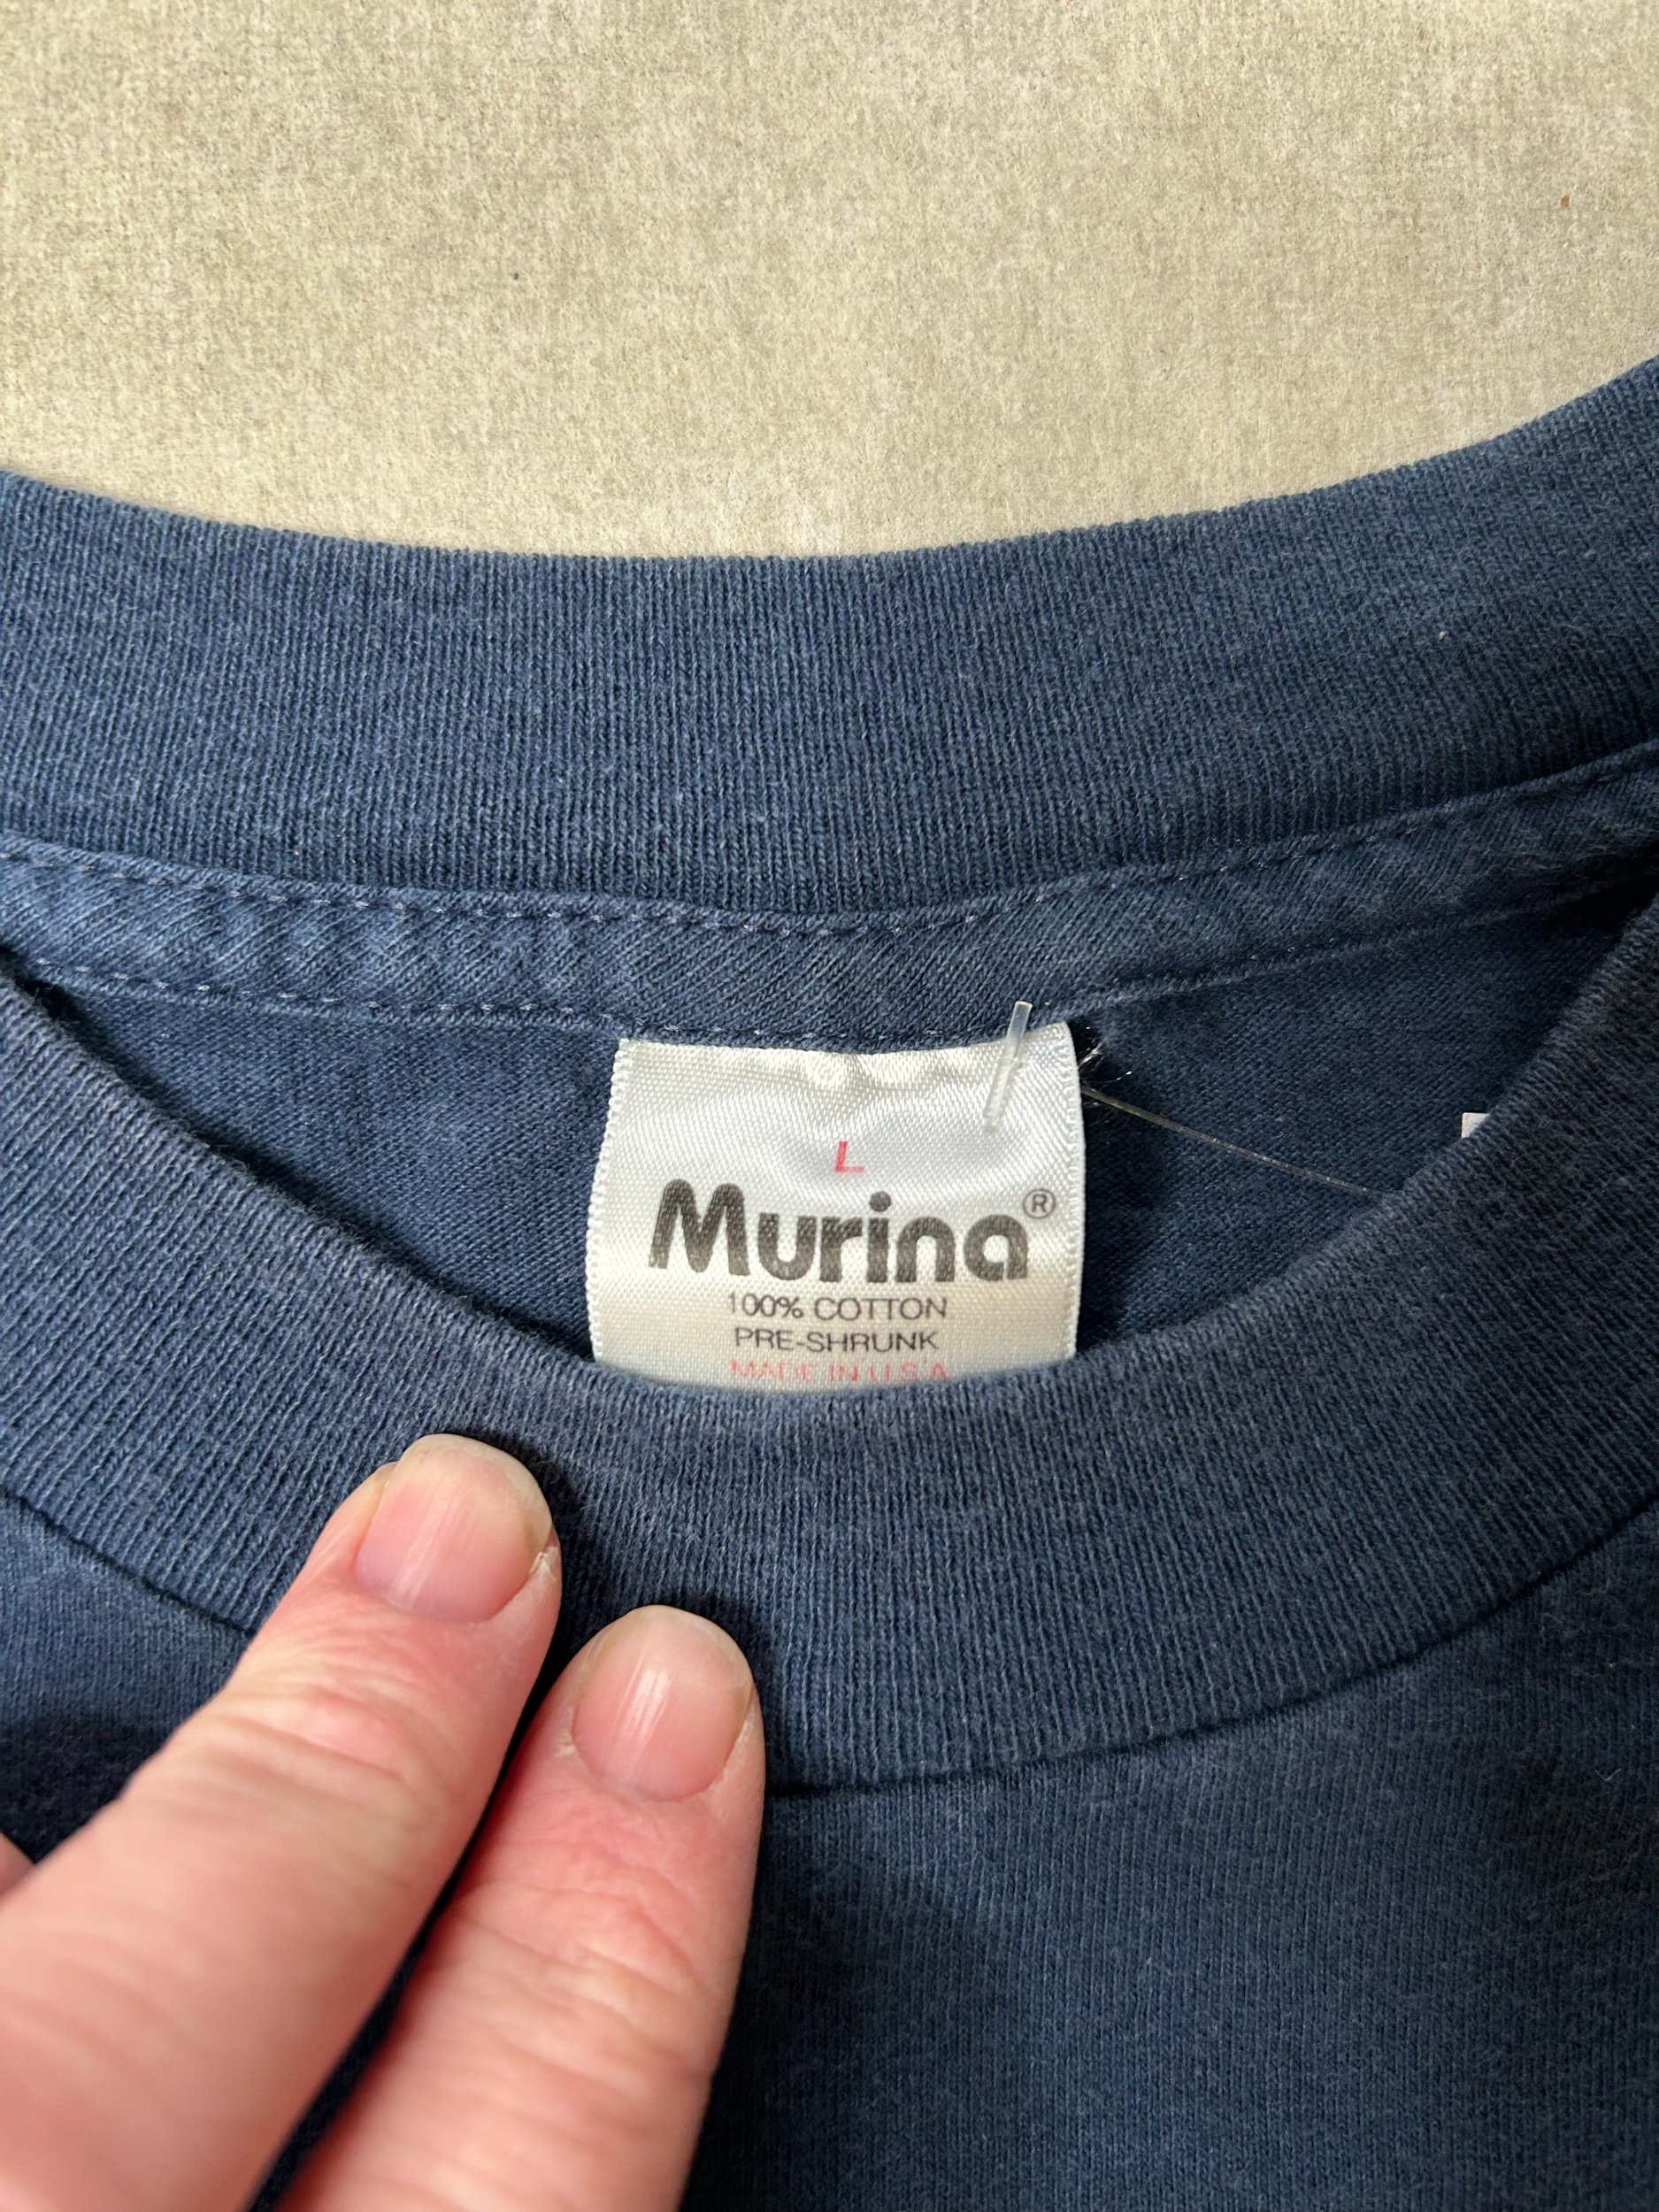 L
Murina®
100% COTTON
PRE-SHRUNK
MADE IN U.S.A